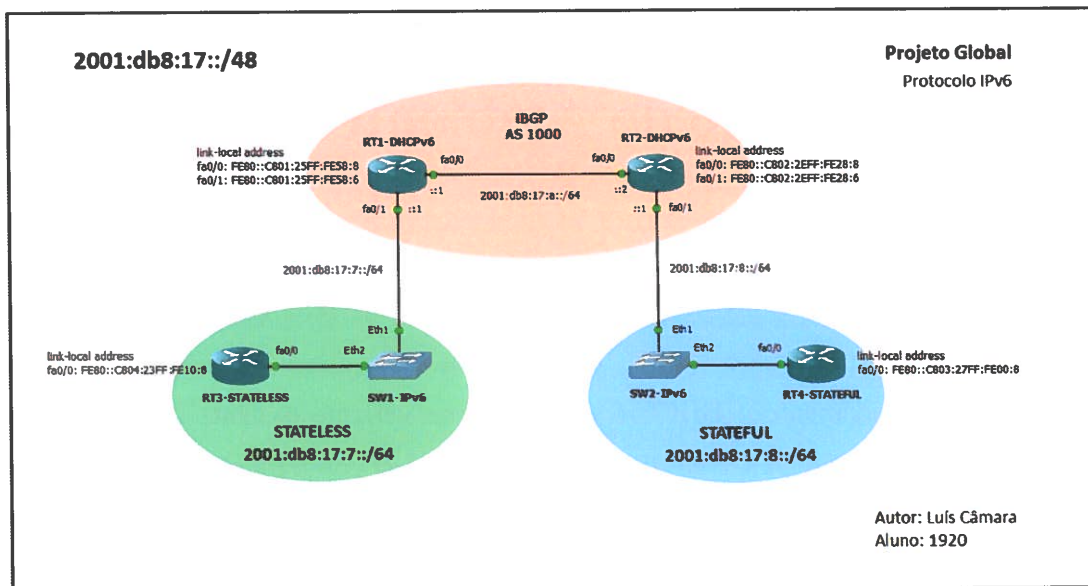 2001:db8:17::/48
Projeto Global
Protocolo IPv6
iBGP
AS 1000
RT1-DHCPv6
RT2-DHCPv6
link-local address
fa0/0: FE80::C801:25FF:FE58:8
fa0/1: FE80::C801:25FF:FE58:6
fa0/0
fa0/0
link-local address
fa0/0: FE80::C802:2EFF:FE28:8
fa0/1: FE80::C802:2EFF:FE28:6
::1
2001:db8:17:a::/64
::2
fa0/1
::1
::1
fa0/1
2001:db8:17:7::/64
2001:db8:17:8::/64
Eth1
Eth1
link-local address
fa0/0: FE80::C804:23FF:FE10:8
fa0/0
Eth2
Eth2
fa0/0
link-local address
fa0/0: FE80::C803:27FF:FE00:8
RT3-STATELESS
SW1-IPv6
SW2-IPv6
RT4-STATEFUL
STATELESS
2001:db8:17:7::/64
STATEFUL
2001:db8:17:8::/64
Autor: Luís Câmara
Aluno: 1920